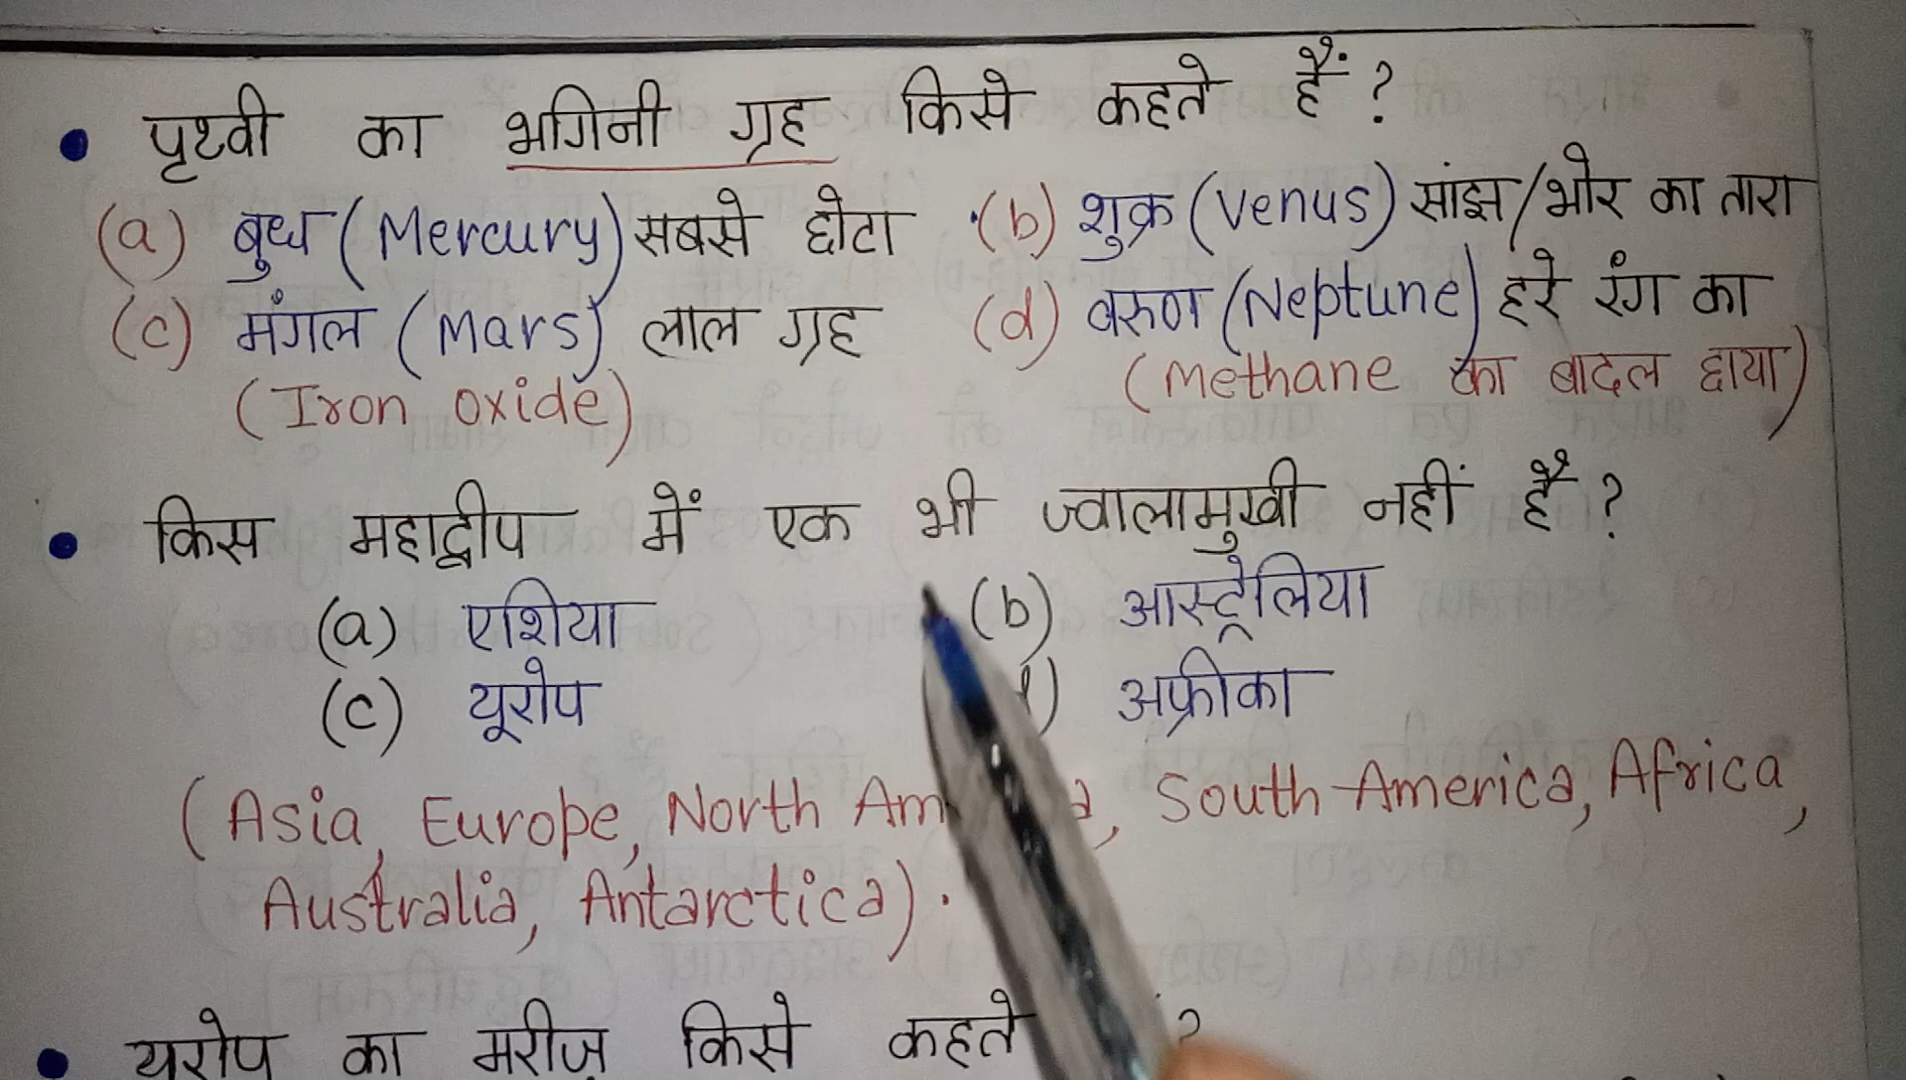 • पृथ्वी का भगिनी ग्रह किसे कहते हैं ?
(a) बुध (Mercury) सबसे छोटा (b) शुक्र (Venus) सांझ/भोर का तारा
(c) मंगल (Mars) लाल ग्रह (d) वरुण (Neptune) हरे रंग का
(Iron oxide) (Methane का बादल छाया)
• किस महाद्वीप में एक भी ज्वालामुखी नहीं है ?
(a) एशिया (b) आस्ट्रेलिया
(c) यूरोप अफ्रीका
(Asia, Europe, North South America, Africa,
Australia, Antarctica).
• यूरोप का मरीज़ किसे कहते ?